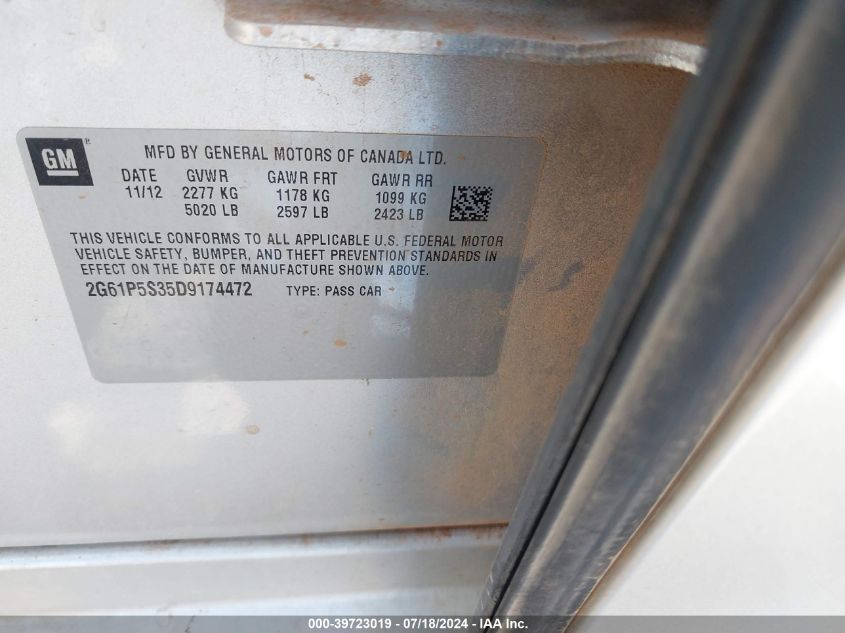 GM®
MFD BY GENERAL MOTORS OF CANADA LTD.
DATE GVWR GAWR FRT GAWR RR
11/12 2277 KG 1178 KG 1099 KG
5020 LB 2597 LB 2423 LB
THIS VEHICLE CONFORMS TO ALL APPLICABLE U.S. FEDERAL MOTOR
VEHICLE SAFETY, BUMPER, AND THEFT PREVENTION STANDARDS IN
EFFECT ON THE DATE OF MANUFACTURE SHOWN ABOVE.
2G61P5S35D9174472 TYPE: PASS CAR
000-39723019 - 07/18/2024 - IAA Inc.